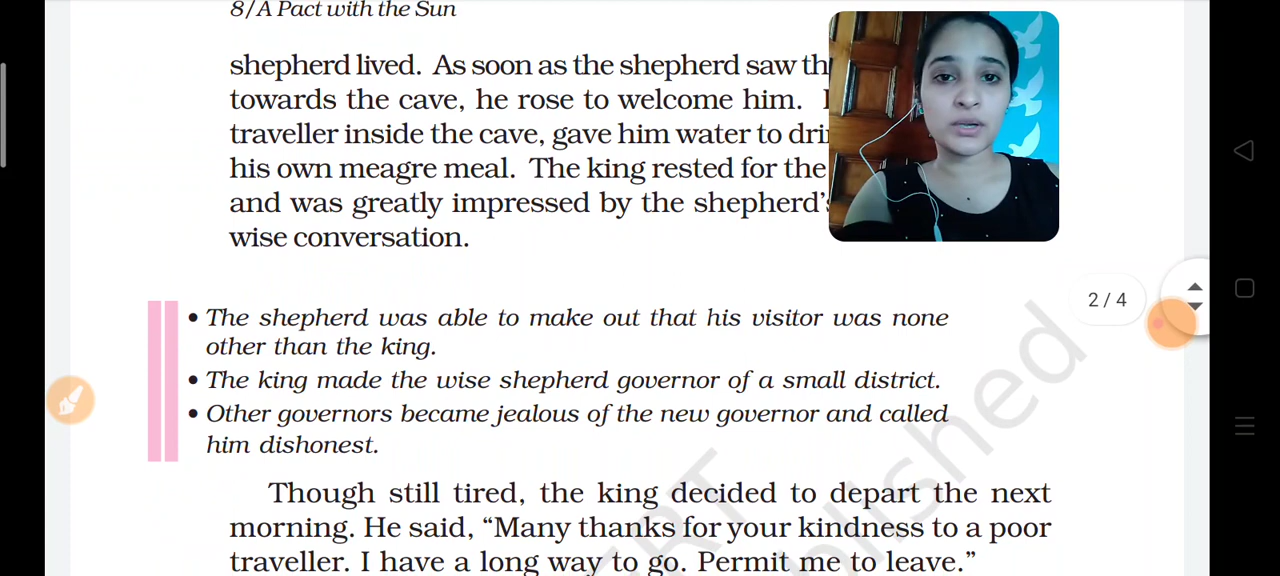 8/A Pact with the Sun
shepherd lived. As soon as the shepherd saw
towards the cave, he rose to welcome him.
traveller inside the cave, gave him water to
his own meagre meal. The king rested for the
and was greatly impressed by the shepherd's
wise conversation.
• The shepherd was able to make out that his visitor was none
other than the king.
• The king made the wise shepherd governor of a small district.
• Other governors became jealous of the new governor and called
him dishonest.
2 / 4
Though still tired, the king decided to depart the next
morning. He said, “Many thanks for your kindness to a poor
traveller. I have a long way to go. Permit me to leave.”